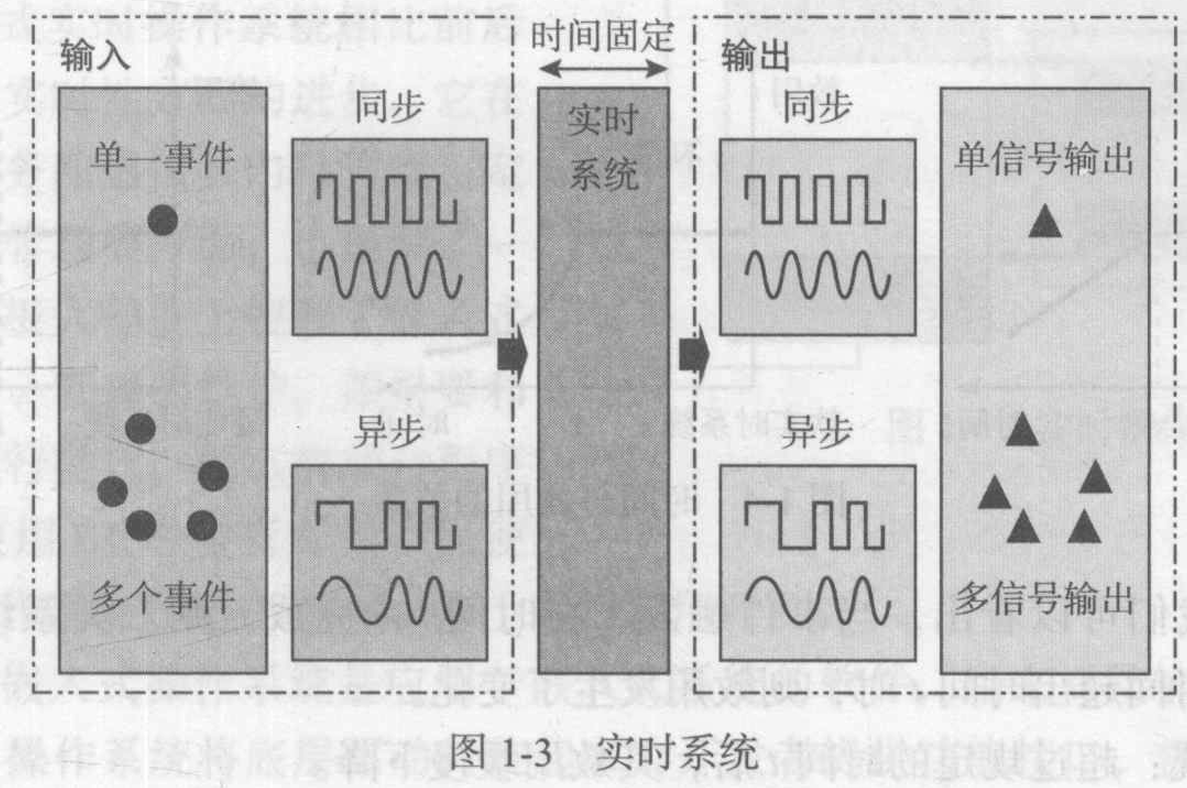 输入
单一事件
多个事件
同步
异步
时间固定
实时
系统
输出
同步
异步
单信号输出
多信号输出
图 1-3 实时系统